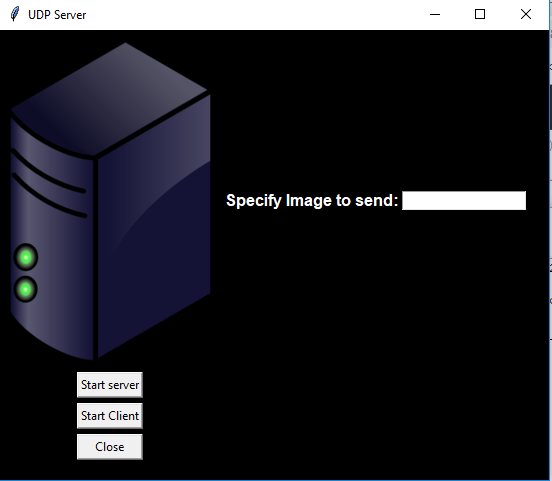 UDP Server
Specify Image to send:
Start server
Start Client
Close